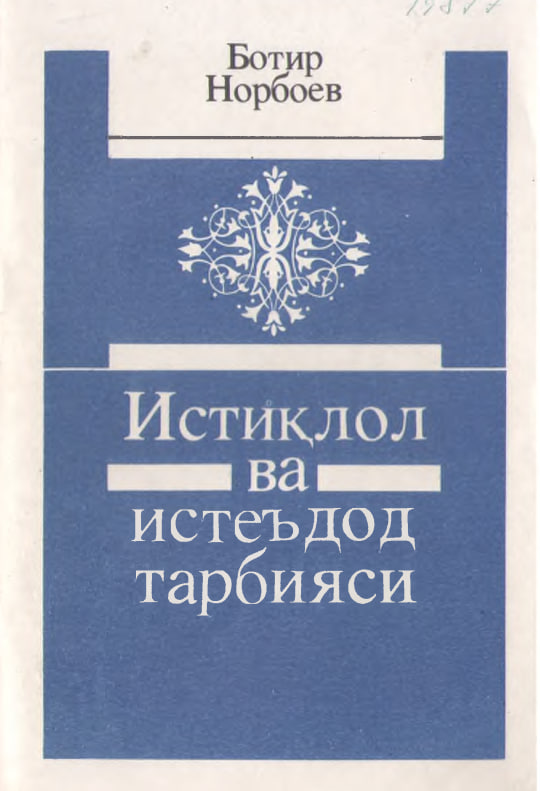 Ботир
Норбоев
Истиқлол
ва
истеъдод
тарбияси